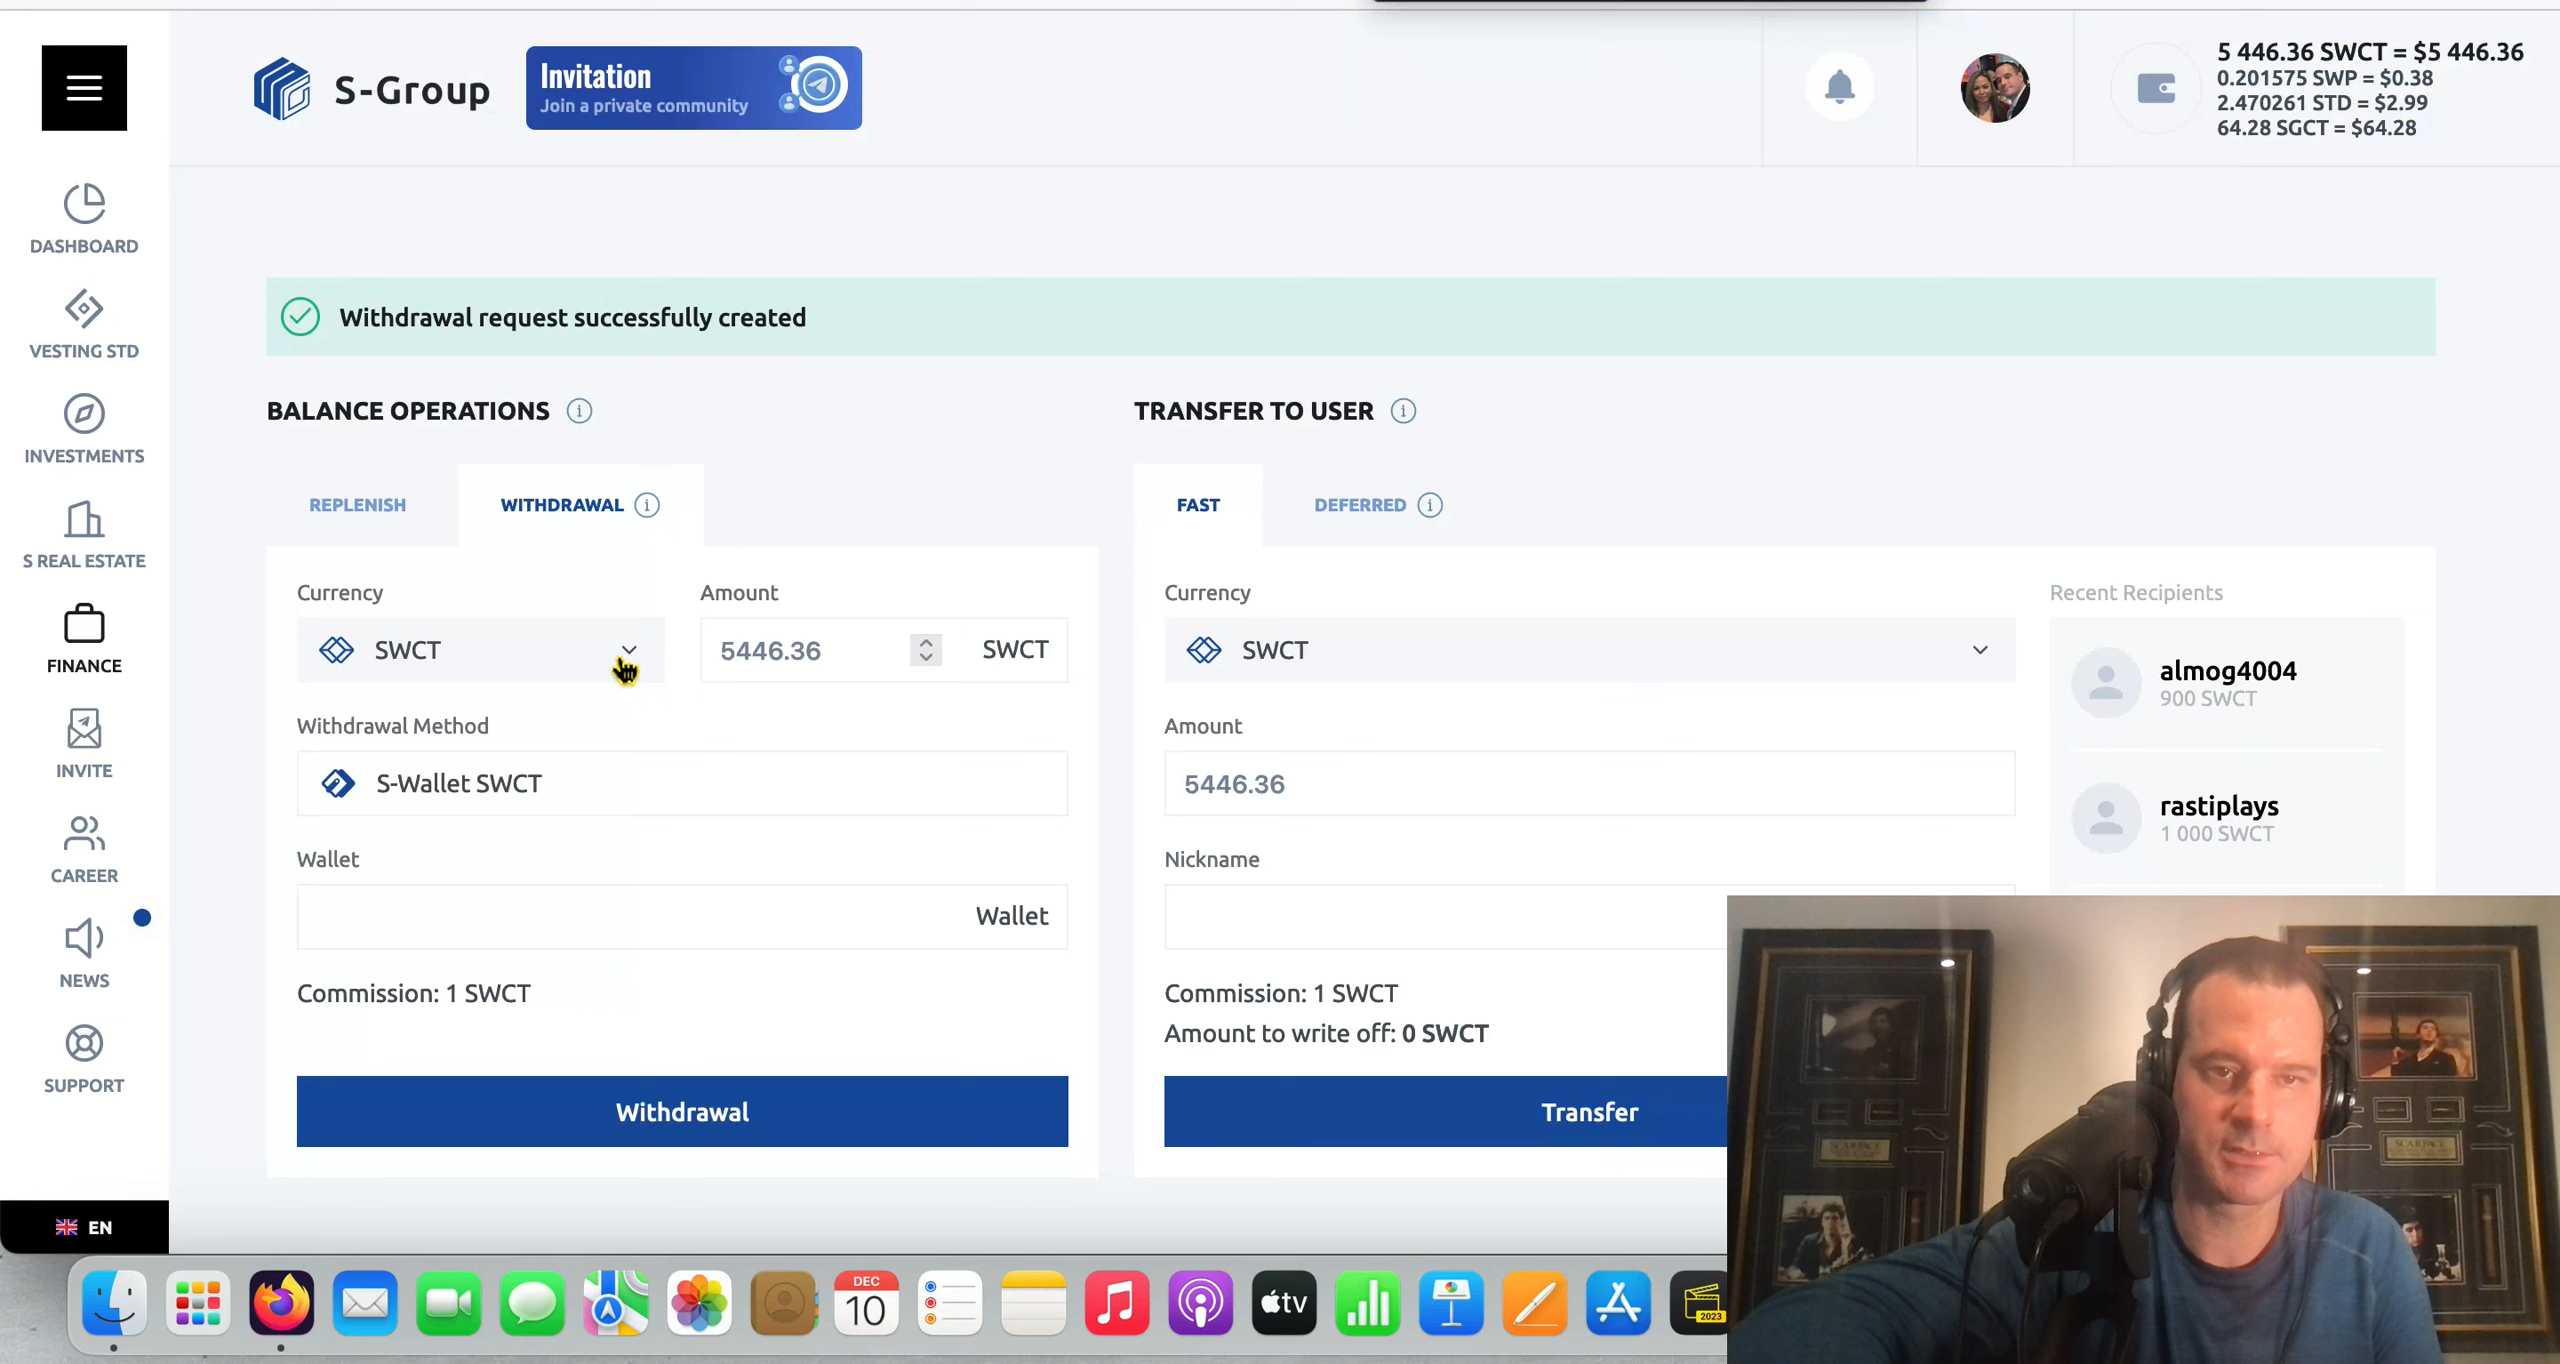 S-Group
Invitation
Join a private community
5 446.36 SWCT = $5 446.36
0.201575 SWP = $0.38
2.470261 STD = $2.99
64.28 SGCT = $64.28
DASHBOARD
VESTING STD
INVESTMENTS
S REAL ESTATE
FINANCE
INVITE
CAREER
NEWS
SUPPORT
EN
Withdrawal request successfully created
BALANCE OPERATIONS
REPLENISH
WITHDRAWAL
Currency
Amount
SWCT
5446.36
SWCT
Withdrawal Method
S-Wallet SWCT
Wallet
Wallet
Commission: 1 SWCT
Withdrawal
TRANSFER TO USER
FAST
DEFERRED
Currency
SWCT
Amount
5446.36
Nickname
Commission: 1 SWCT
Amount to write off: 0 SWCT
Transfer
Recent Recipients
almog4004
900 SWCT
rastiplays
1 000 SWCT
SCARFACE
SCARFACE
DEC
10
tv
2023